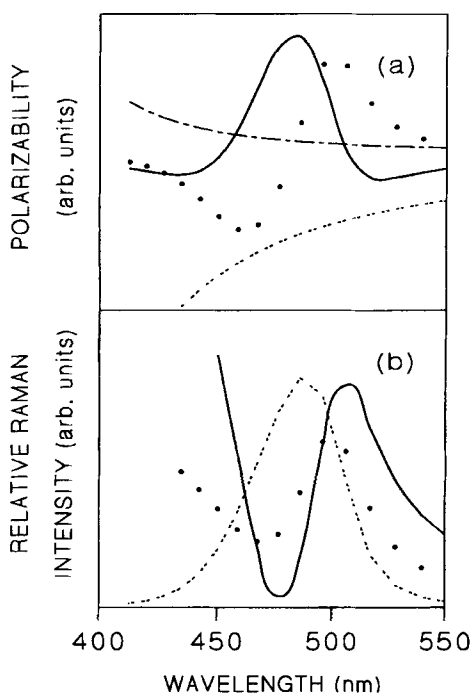 POLARIZABILITY
(arb. units)
(a)
RELATIVE RAMAN
INTENSITY (arb. units)
(b)
400 450 500 550
WAVELENGTH (nm)